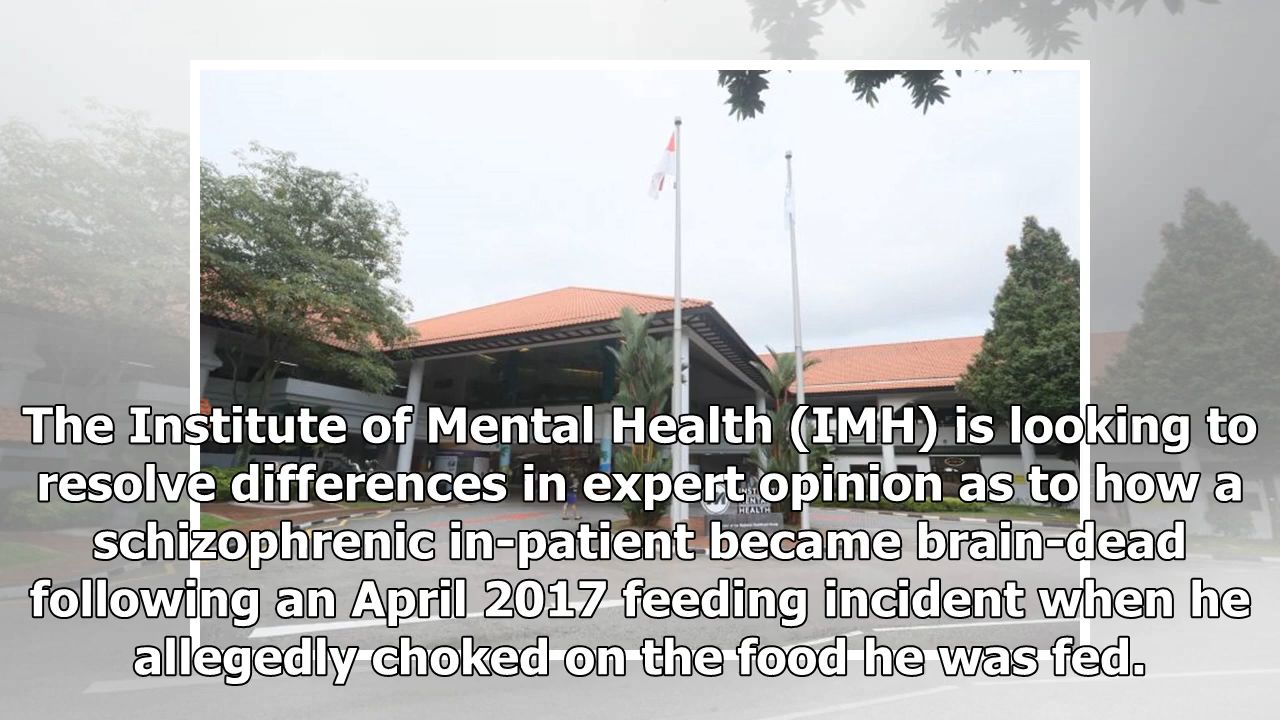 The Institute of Mental Health (IMH) is looking to
resolve differences in expert opinion as to how a
schizophrenic in-patient became brain-dead
following an April 2017 feeding incident when he
allegedly choked on the food he was fed.
HEALTH